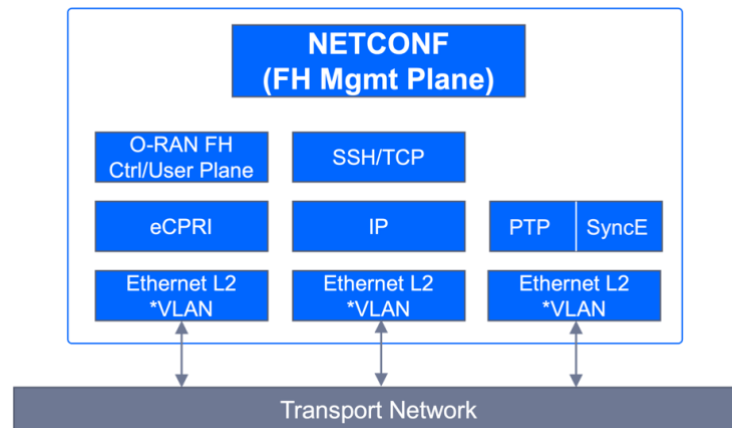 NETCONF
(FH Mgmt Plane)
O-RAN FH
Ctrl/User Plane
SSH/TCP
eCPRI
IP
PTP
SyncE
Ethernet L2
*VLAN
Ethernet L2
*VLAN
Ethernet L2
*VLAN
Transport Network